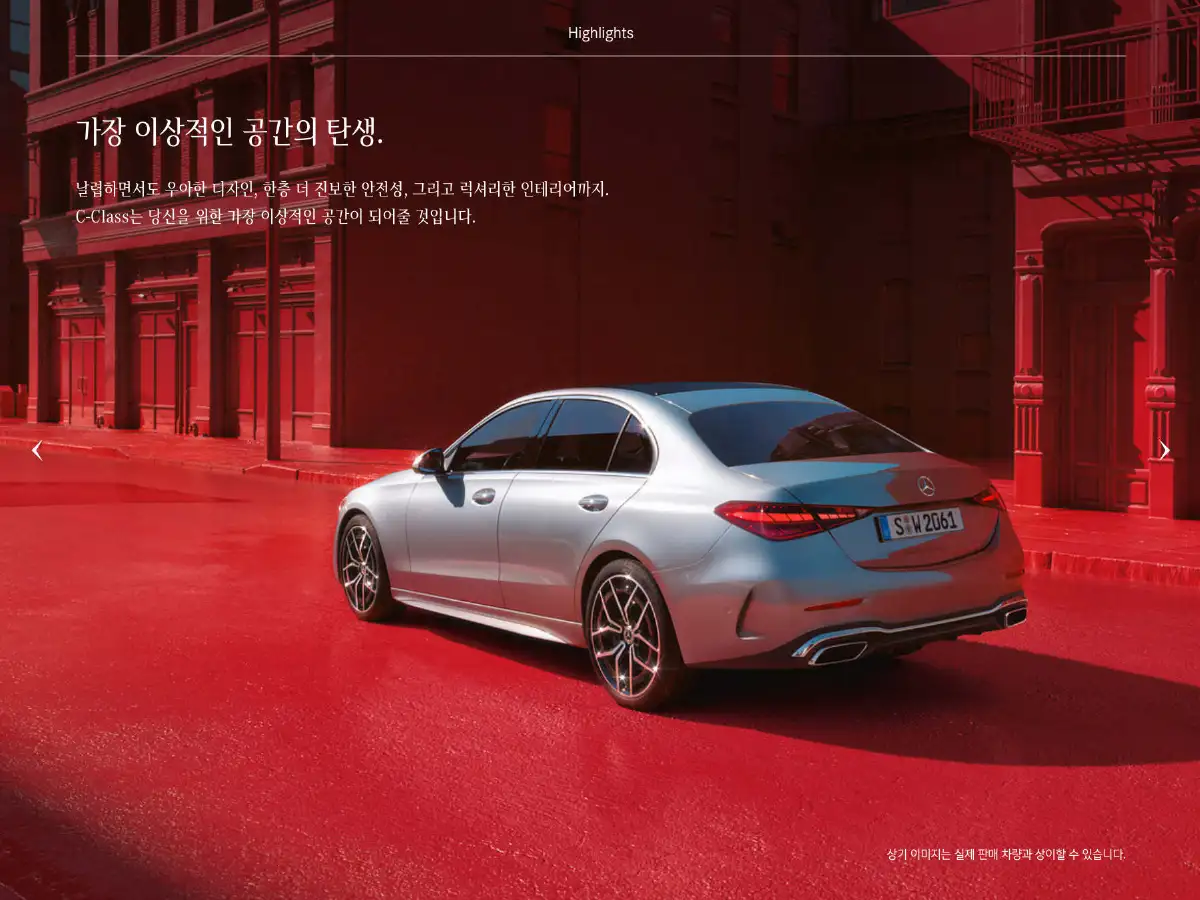 Highlights
가장 이상적인 공간의 탄생.
날렵하면서도 우아한 디자인, 한층 더 진보한 안전성, 그리고 럭셔리한 인테리어까지.
C-Class는 당신을 위한 가장 이상적인 공간이 되어줄 것입니다.
S W 2061
상기 이미지는 실제 판매 차량과 상이할 수 있습니다.